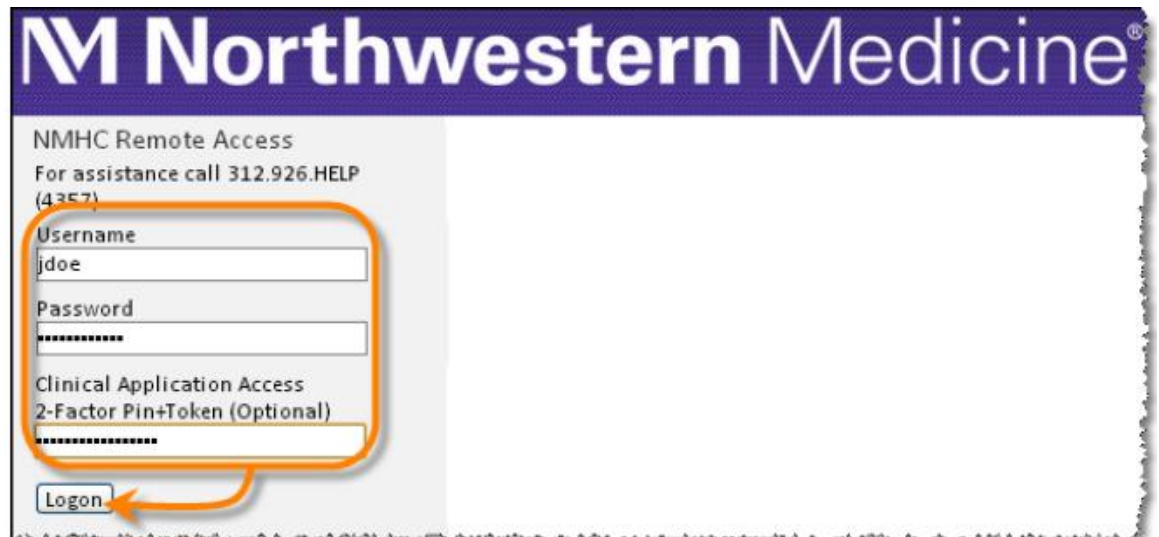 Northwestern Medicine®
NMHC Remote Access
For assistance call 312.926.HELP
(4357)
Username
jdoe
Password
••••••••••••
Clinical Application Access
2-Factor Pin+Token (Optional)
•••••••••••••••••
Logon